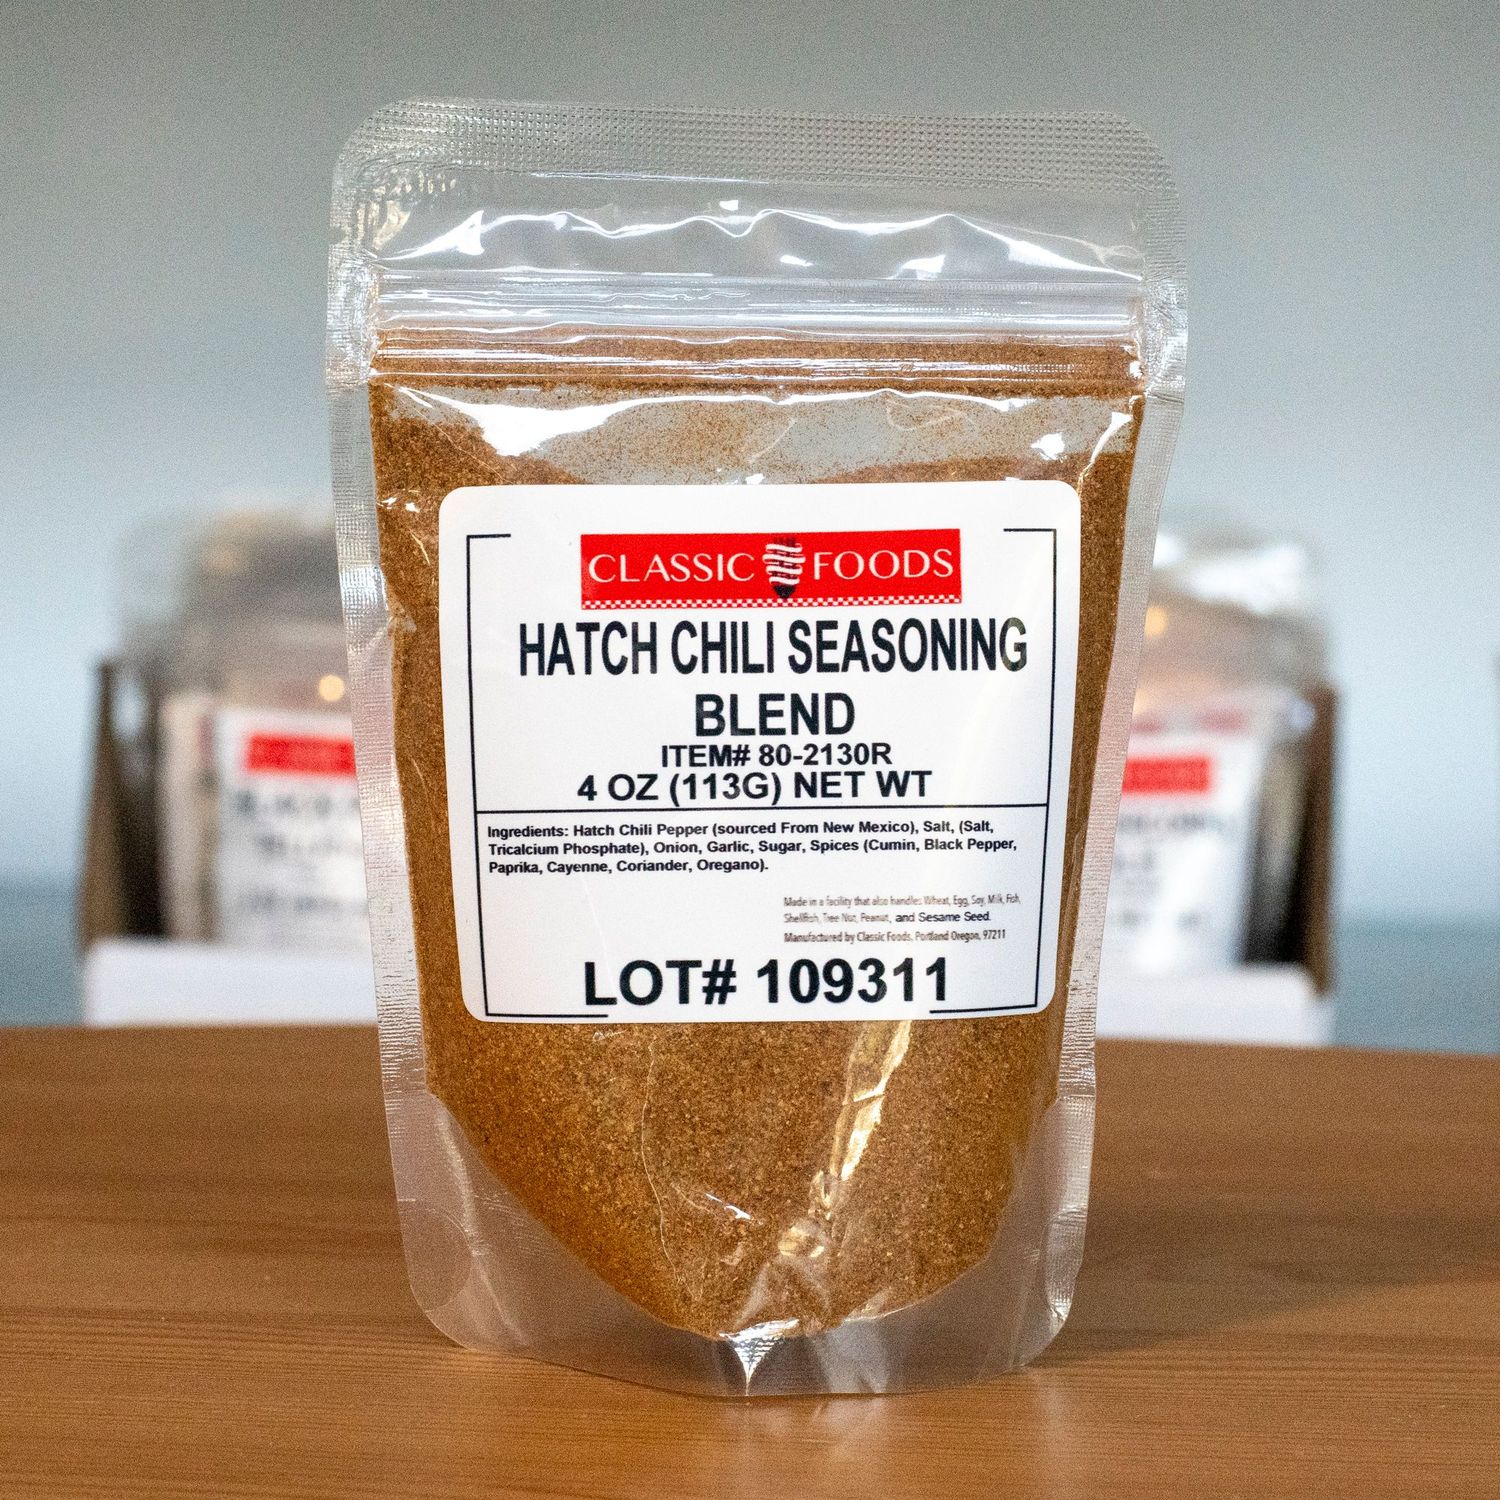 CLASSIC FOODS
HATCH CHILI SEASONING
BLEND
ITEM# 80-2130R
4 OZ (113G) NET WT
Ingredients: Hatch Chili Pepper (sourced From New Mexico), Salt, (Salt,
Tricalcium Phosphate), Onion, Garlic, Sugar, Spices (Cumin, Black Pepper,
Paprika, Cayenne, Coriander, Oregano).
Made in a facility that also handles Wheat, Egg, Soy, Milk, Fish,
Shellfish, Tree Nut, Peanut, and Sesame Seed.
Manufactured by Classic Foods, Portland Oregon, 97211
LOT# 109311